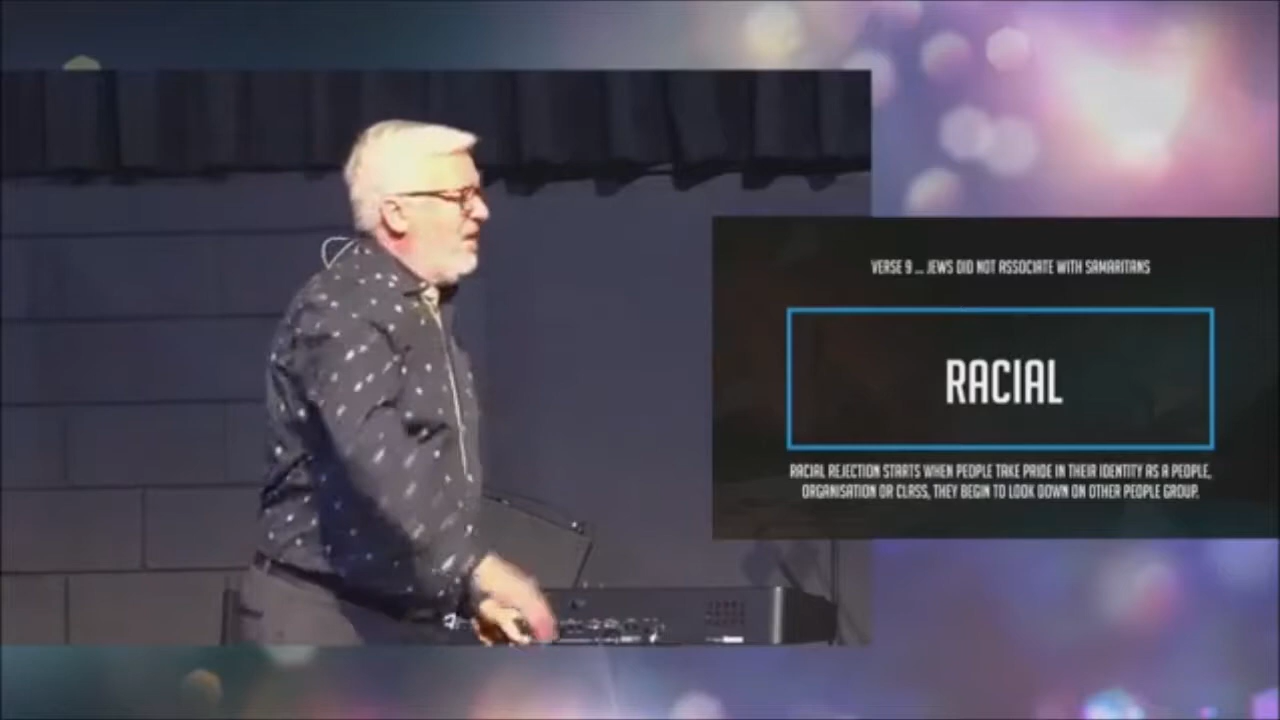 VERSE 9 ... JEWS DID NOT ASSOCIATE WITH SAMARITANS
RACIAL
RACIAL REJECTION STARTS WHEN PEOPLE TAKE PRIDE IN THEIR IDENTITY AS A PEOPLE,
ORGANISATION OR CLASS, THEY BEGIN TO LOOK DOWN ON OTHER PEOPLE GROUP.